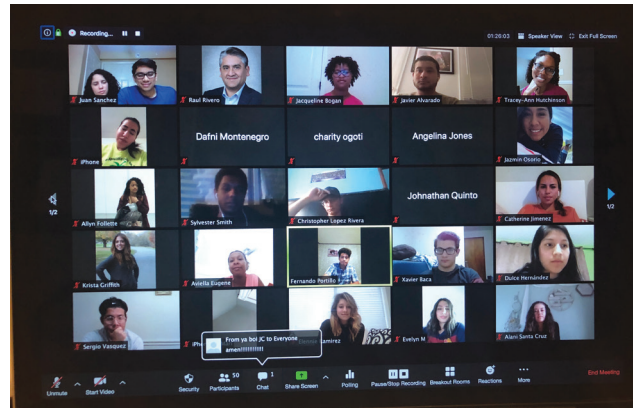 Recording...
01:26:03
Speaker View
Exit Full Screen
Juan Sanchez
Raul Rivero
Jacqueline Bogan
Javier Alvarado
Tracey-Ann Hutchinson
iPhone
Dafni Montenegro
charity ogoti
Angelina Jones
Jazmin Osorio
1/2
1/2
Allyn Follette
Sylvester Smith
Christopher Lopez Rivera
Johnathan Quinto
Catherine Jimenez
Krista Griffith
Aviella Eugene
Fernando Portillo
Xavier Baca
Dulce Hernández
Sergio Vasquez
Ramirez
Evelyn M
Alani Santa Cruz
From ya boi JC to Everyone
amen!!!!!!!!!!!
Unmute
Start Video
Security
Participants
50
Chat
1
Share Screen
Polling
Pause/Stop Recording
Breakout Rooms
Reactions
More
End Meeting